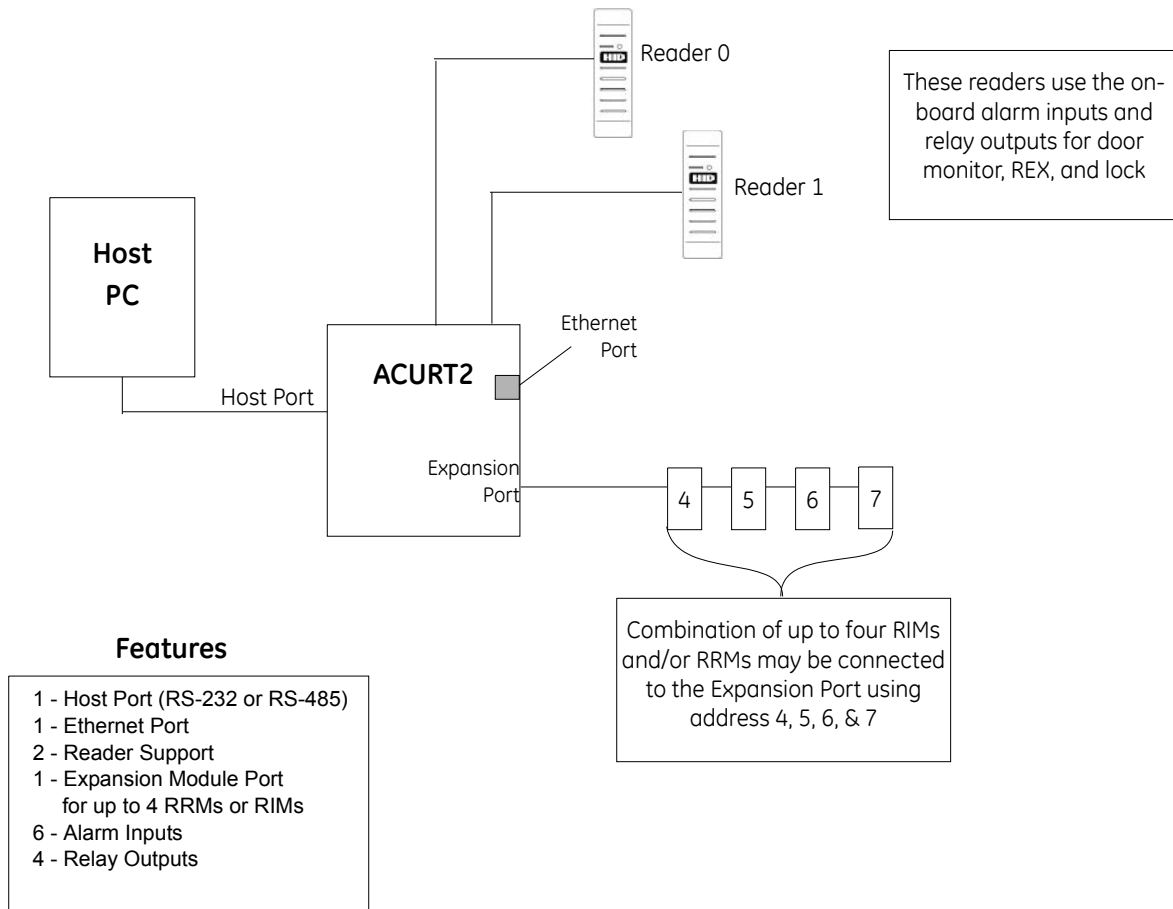 Reader 0
HID
These readers use the on-
board alarm inputs and
relay outputs for door
monitor, REX, and lock
Reader 1
HID
Host
PC
Ethernet
Port
ACURT2
Host Port
Expansion
Port
4
5
6
7
Combination of up to four RIMs
and/or RRMs may be connected
to the Expansion Port using
address 4, 5, 6, & 7
Features
1 - Host Port (RS-232 or RS-485)
1 - Ethernet Port
2 - Reader Support
1 - Expansion Module Port
for up to 4 RRMs or RIMs
6 - Alarm Inputs
4 - Relay Outputs